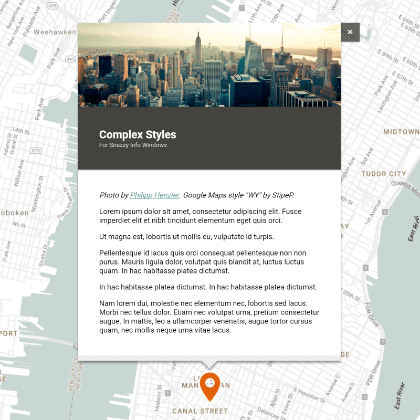 Weehawken
×
Complex Styles
For Snazzy Info Windows
MIDTOWN
TUDOR CITY
Photo by Philipp Henzler. Google Maps style "WY" by StipeP.
Lorem ipsum dolor sit amet, consectetur adipiscing elit. Fusce
imperdiet elit et nibh tincidunt elementum eget quis orci.
Ut magna est, lobortis ut mollis eu, vulputate id turpis.
Pellentesque id lacus quis orci consequat pellentesque non non
purus. Mauris ligula dolor, volutpat quis blandit at, luctus luctus
quam. In hac habitasse platea dictumst.
In hac habitasse platea dictumst. In hac habitasse platea dictumst.
Nam lorem dui, molestie nec elementum nec, lobortis sed lacus.
Morbi nec tellus dolor. Etiam nec volutpat urna, pretium consectetur
augue. In mattis, leo a ullamcorper venenatis, augue tortor cursus
quam, nec mollis neque urna vitae lacus.
CANAL STREET
East River